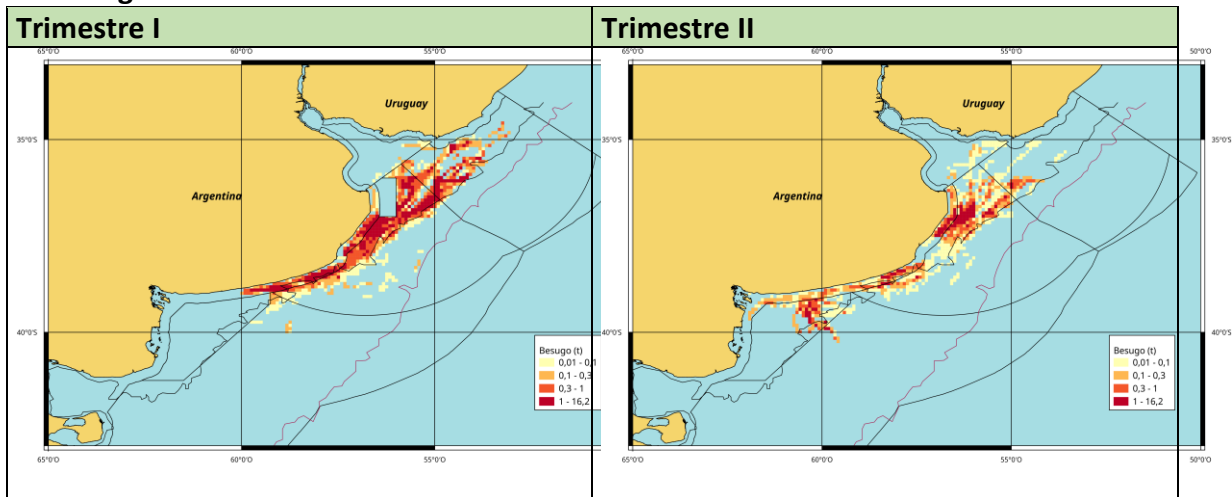 Trimestre I
Trimestre II
65°0'O 60°0'O 55°0'O
65°0'O 60°0'O 55°0'O 50°0'O
Uruguay
Uruguay
35°0'S
35°0'S 35°0'S
Argentina
Argentina
40°0'S
40°0'S 40°0'S
Besugo (t)
0,01 - 0,1
0,1 - 0,3
0,3 - 1
1 - 16,2
Besugo (t)
0,01 - 0,1
0,1 - 0,3
0,3 - 1
1 - 16,2
65°0'O 60°0'O 55°0'O
65°0'O 60°0'O 55°0'O 50°0'O